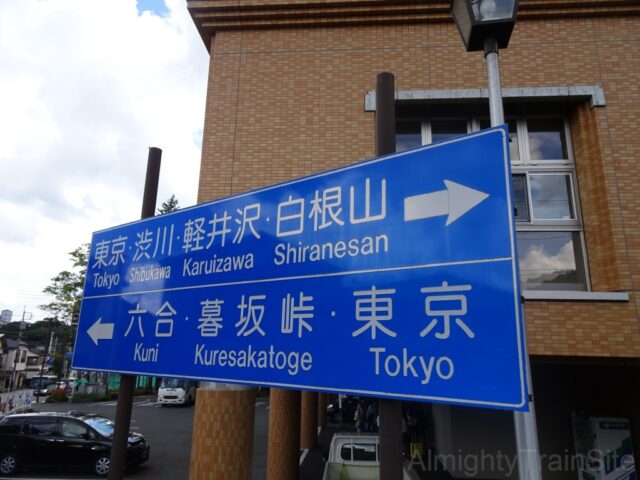 東京・渋川・軽井沢・白根山
Tokyo Shibukawa Karuizawa Shiranesan
六合・暮坂峠・東京
Kuni Kuresakatoge Tokyo
AlmightyTrainSite